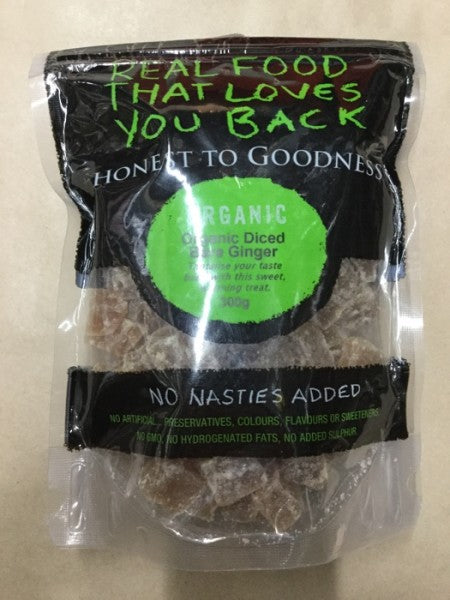 REAL FOOD
THAT LOVES
YOU BACK
HONEST TO GOODNESS
ORGANIC
Organic Diced
Ginger
your taste
with this sweet,
treat.
300g
NO NASTIES ADDED
NO ARTIFICIAL PRESERVATIVES, COLOURS, FLAVOURS OR SWEETENERS
NO GMO, NO HYDROGENATED FATS, NO ADDED SULPHUR